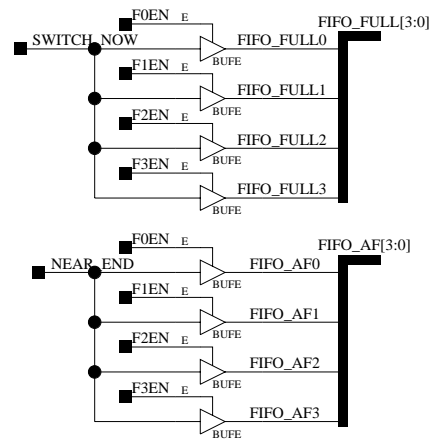 F0EN E FIFO_FULL[3:0]
SWITCH_NOW FIFO_FULL0
BUFE
F1EN E
FIFO_FULL1
BUFE
F2EN E
FIFO_FULL2
BUFE
F3EN E
FIFO_FULL3
BUFE
F0EN E FIFO_AF[3:0]
NEAR_END FIFO_AF0
BUFE
F1EN E
FIFO_AF1
BUFE
F2EN E
FIFO_AF2
BUFE
F3EN E
FIFO_AF3
BUFE